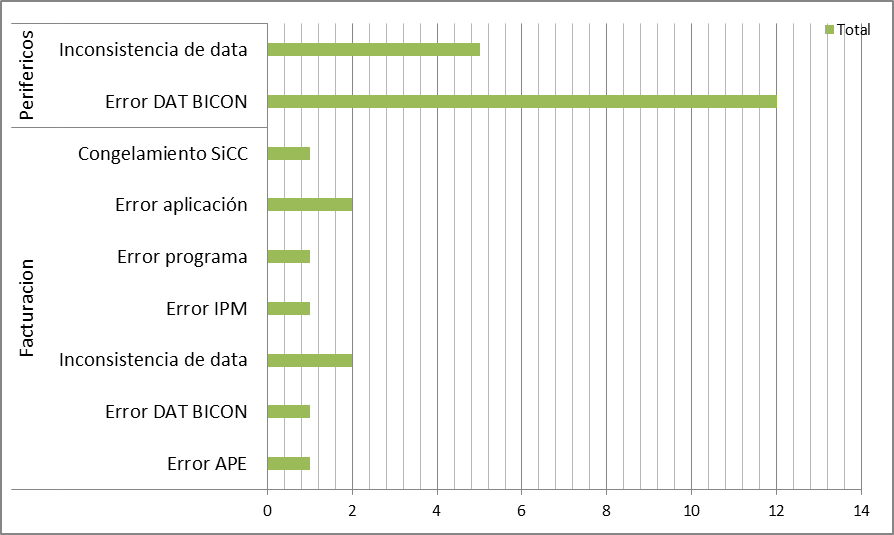 Total
Perifericos
Inconsistencia de data
Error DAT BICON
Facturacion
Congelamiento SiCC
Error aplicación
Error programa
Error IPM
Inconsistencia de data
Error DAT BICON
Error APE
0 2 4 6 8 10 12 14